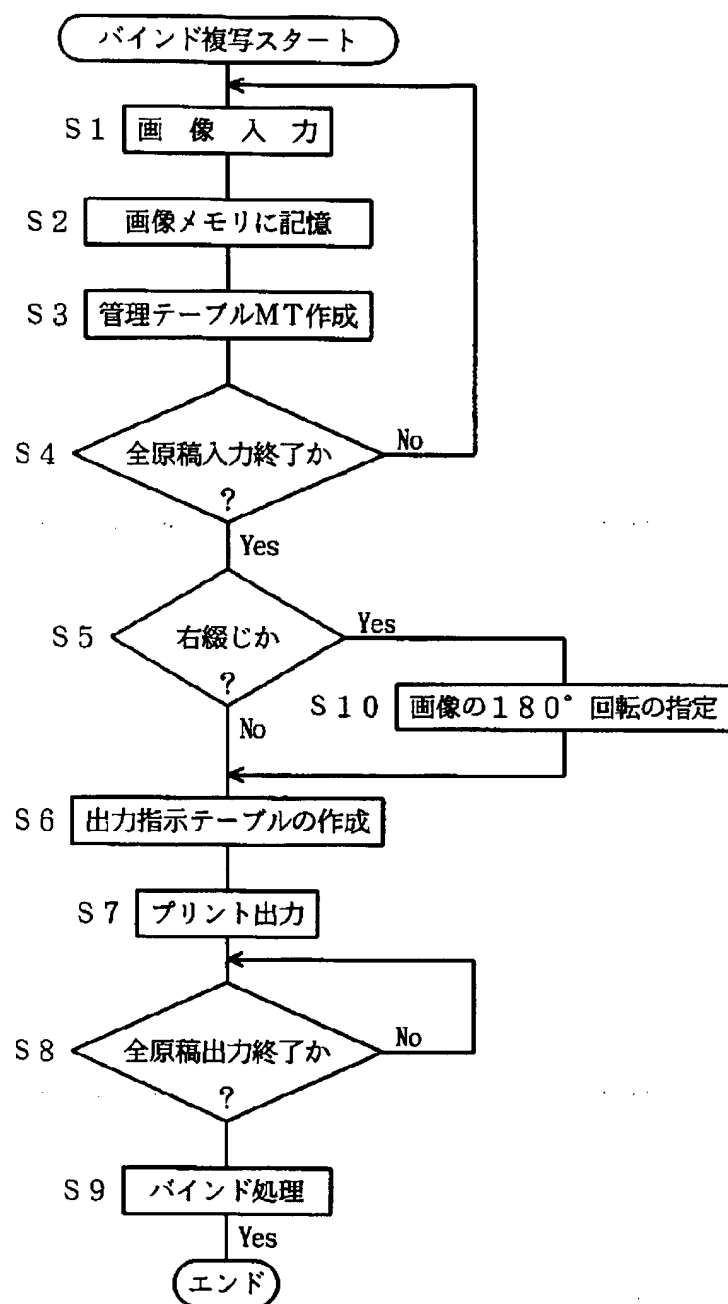 バインド複写スタート
S1 画像入力
S2 画像メモリに記憶
S3 管理テーブルMT作成
S4 全原稿入力終了か
?
No
Yes
S5 右綴じか
?
Yes
No
S10 画像の180°回転の指定
S6 出力指示テーブルの作成
S7 プリント出力
S8 全原稿出力終了か
?
No
S9 バインド処理
Yes
エンド